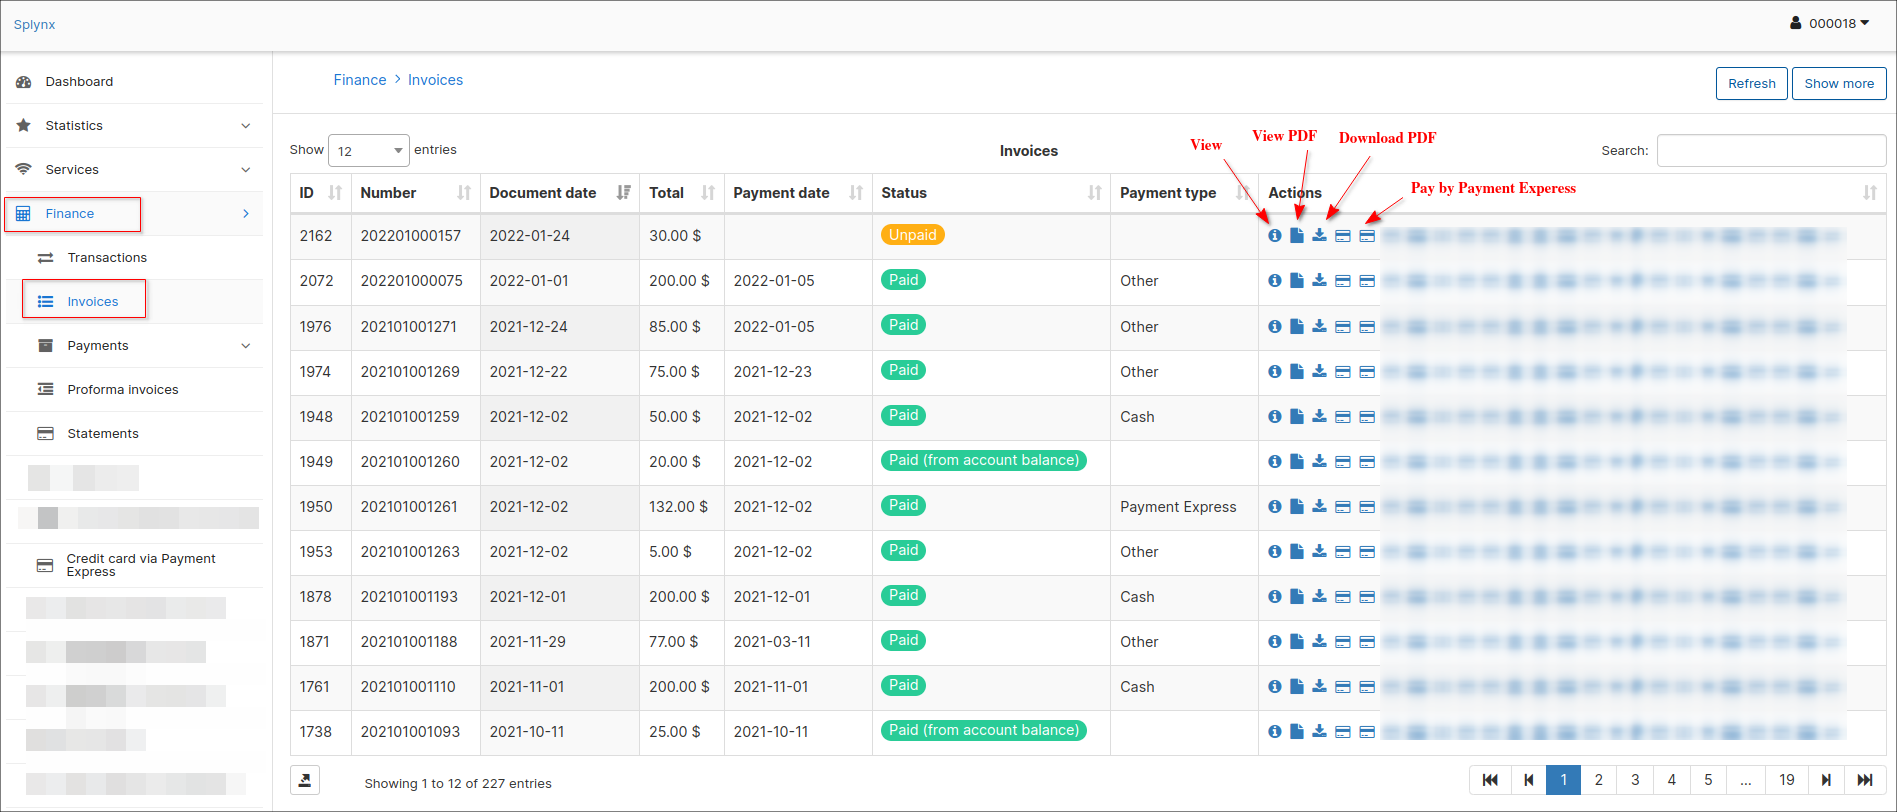 Splynx
000018
Dashboard
Statistics
Services
Finance
Transactions
Invoices
Payments
Proforma invoices
Statements
Credit card via Payment
Express
Finance > Invoices
Refresh
Show more
Show 12 entries
Invoices
Search:
View
View PDF
Download PDF
Pay by Payment Experess
ID Number Document date Total Payment date Status Payment type Actions
2162 202201000157 2022-01-24 30.00 $ Unpaid
2072 202201000075 2022-01-01 200.00 $ 2022-01-05 Paid Other
1976 202101001271 2021-12-24 85.00 $ 2022-01-05 Paid Other
1974 202101001269 2021-12-22 75.00 $ 2021-12-23 Paid Other
1948 202101001259 2021-12-02 50.00 $ 2021-12-02 Paid Cash
1949 202101001260 2021-12-02 20.00 $ 2021-12-02 Paid (from account balance)
1950 202101001261 2021-12-02 132.00 $ 2021-12-02 Paid Payment Express
1953 202101001263 2021-12-02 5.00 $ 2021-12-02 Paid Other
1878 202101001193 2021-12-01 200.00 $ 2021-12-01 Paid Cash
1871 202101001188 2021-11-29 77.00 $ 2021-03-11 Paid Other
1761 202101001110 2021-11-01 200.00 $ 2021-11-01 Paid Cash
1738 202101001093 2021-10-11 25.00 $ 2021-10-11 Paid (from account balance)
Showing 1 to 12 of 227 entries
1 2 3 4 5 ... 19